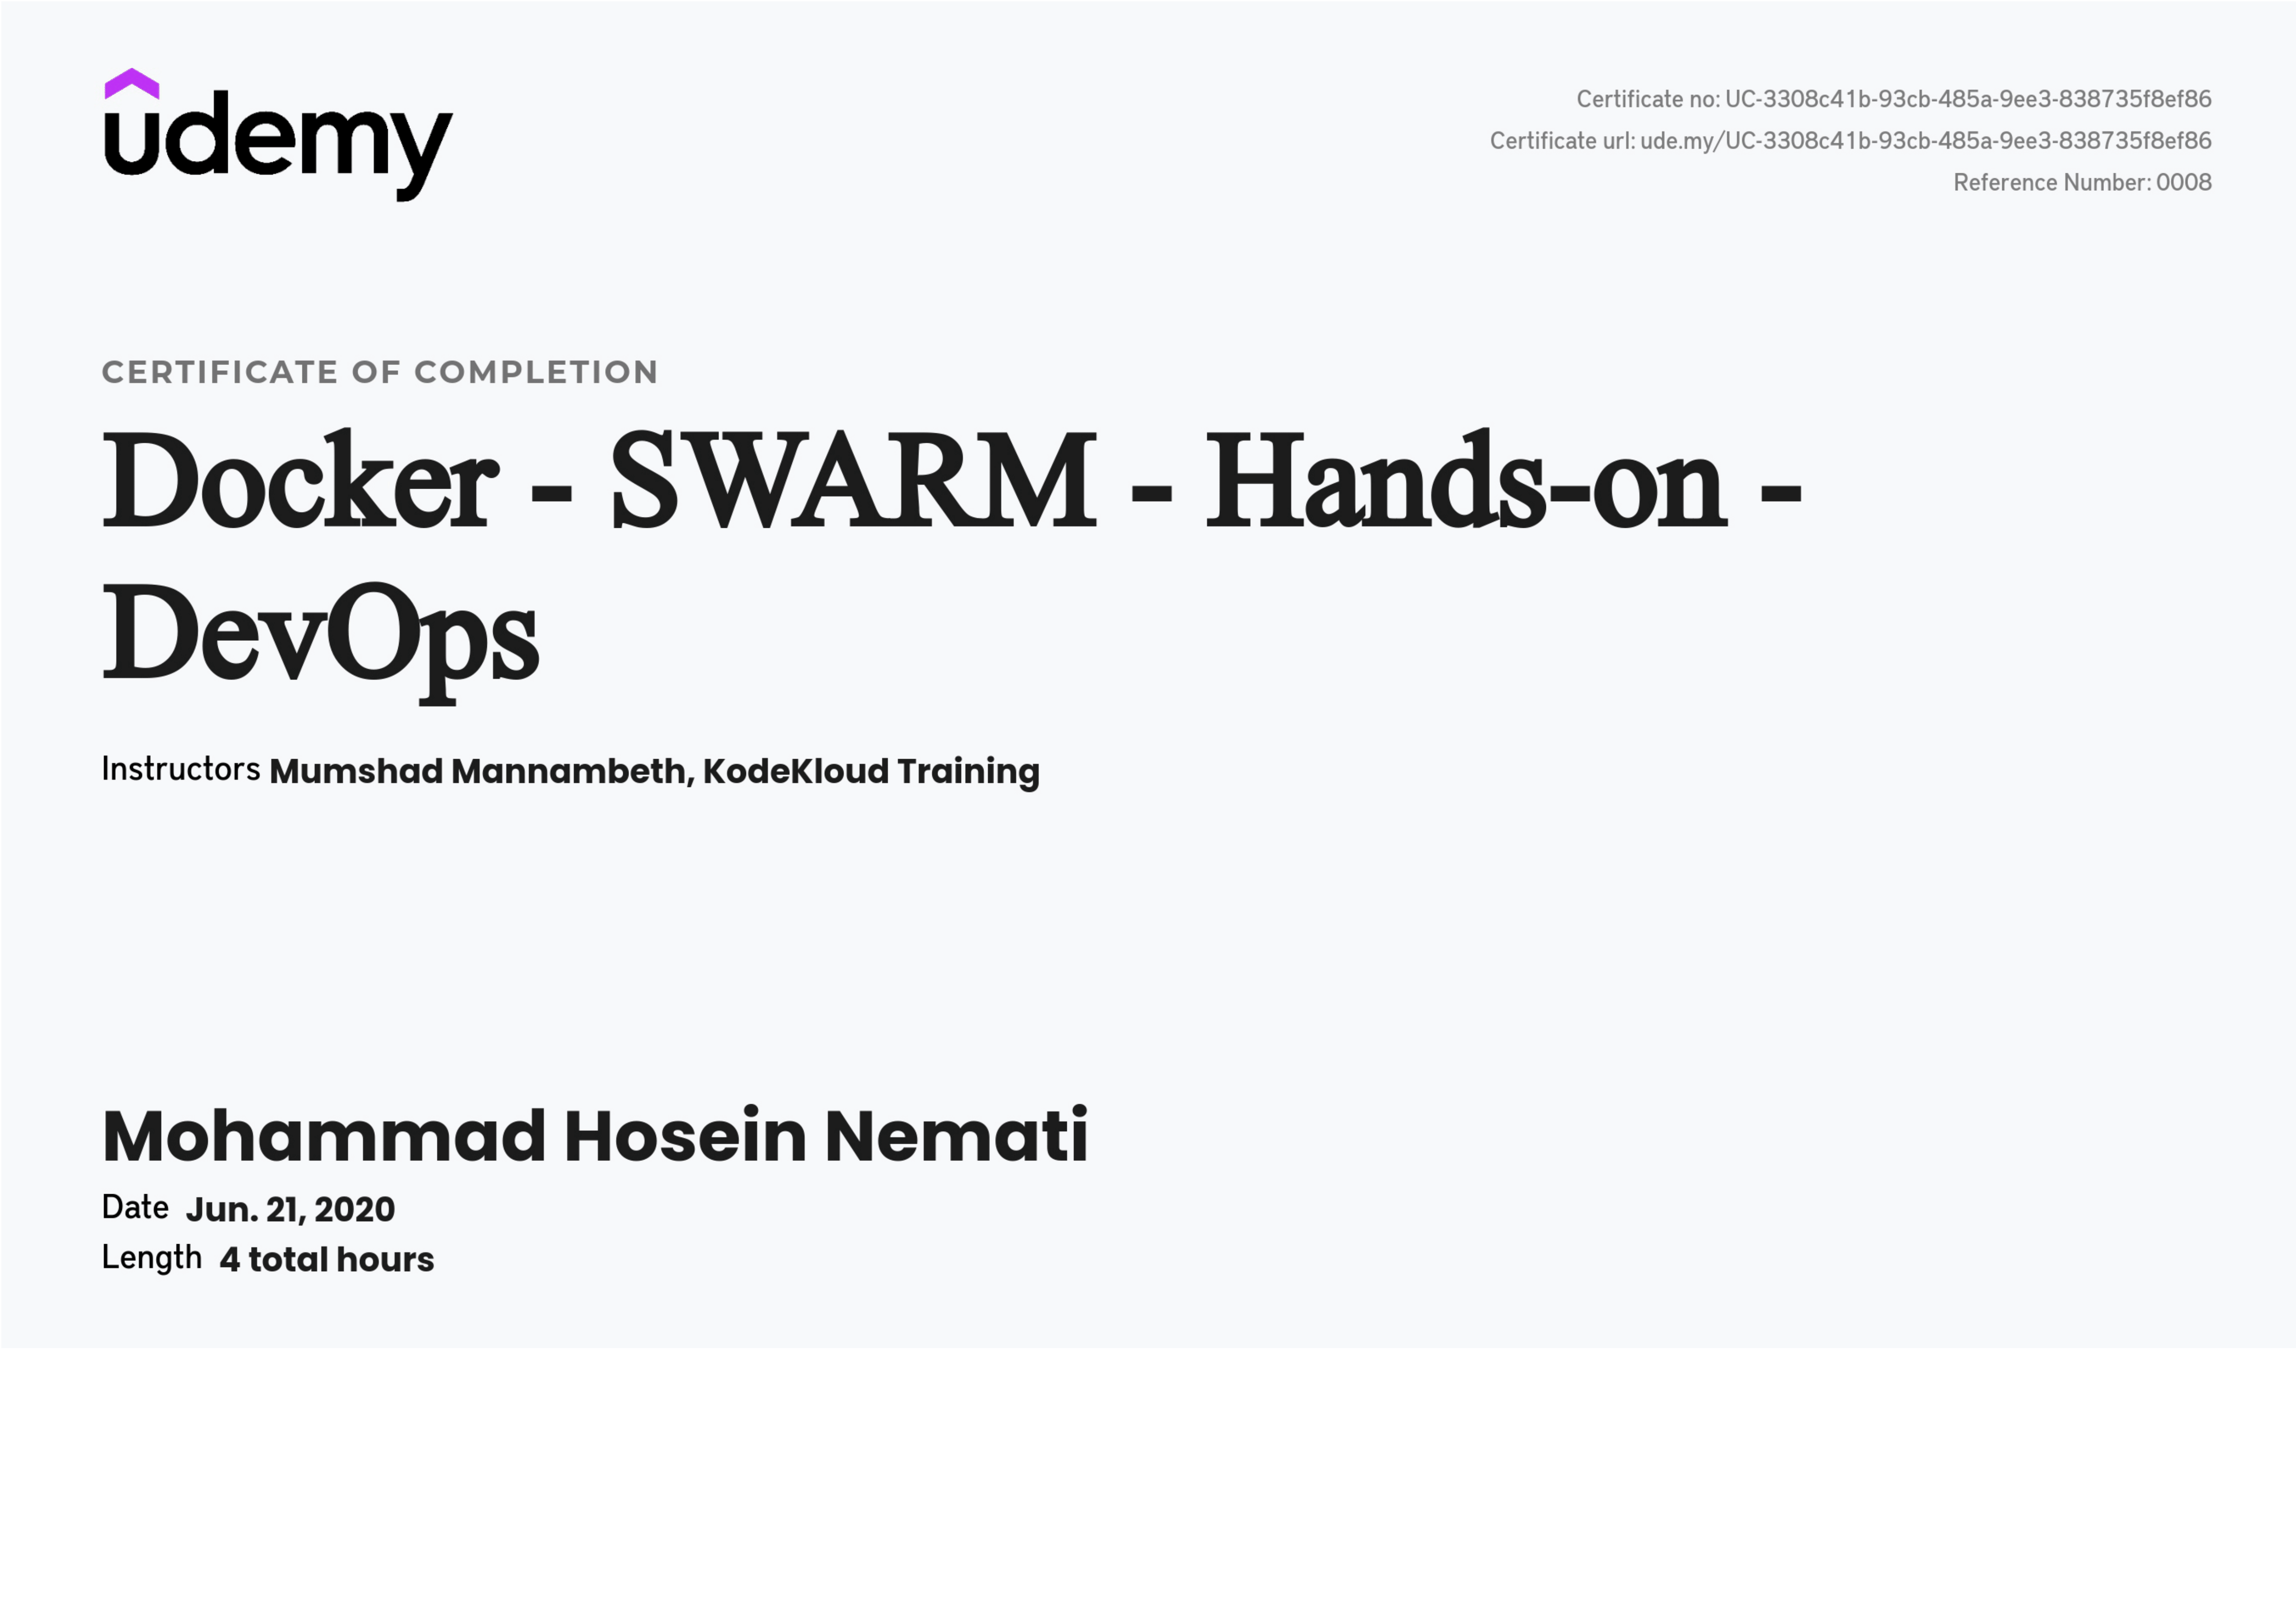 udemy
Certificate no: UC-3308c41b-93cb-485a-9ee3-838735f8ef86
Certificate url: ude.my/UC-3308c41b-93cb-485a-9ee3-838735f8ef86
Reference Number: 0008
CERTIFICATE OF COMPLETION
Docker - SWARM - Hands-on -
DevOps
Instructors Mumshad Mannambeth, KodeKloud Training
Mohammad Hosein Nemati
Date Jun. 21, 2020
Length 4 total hours